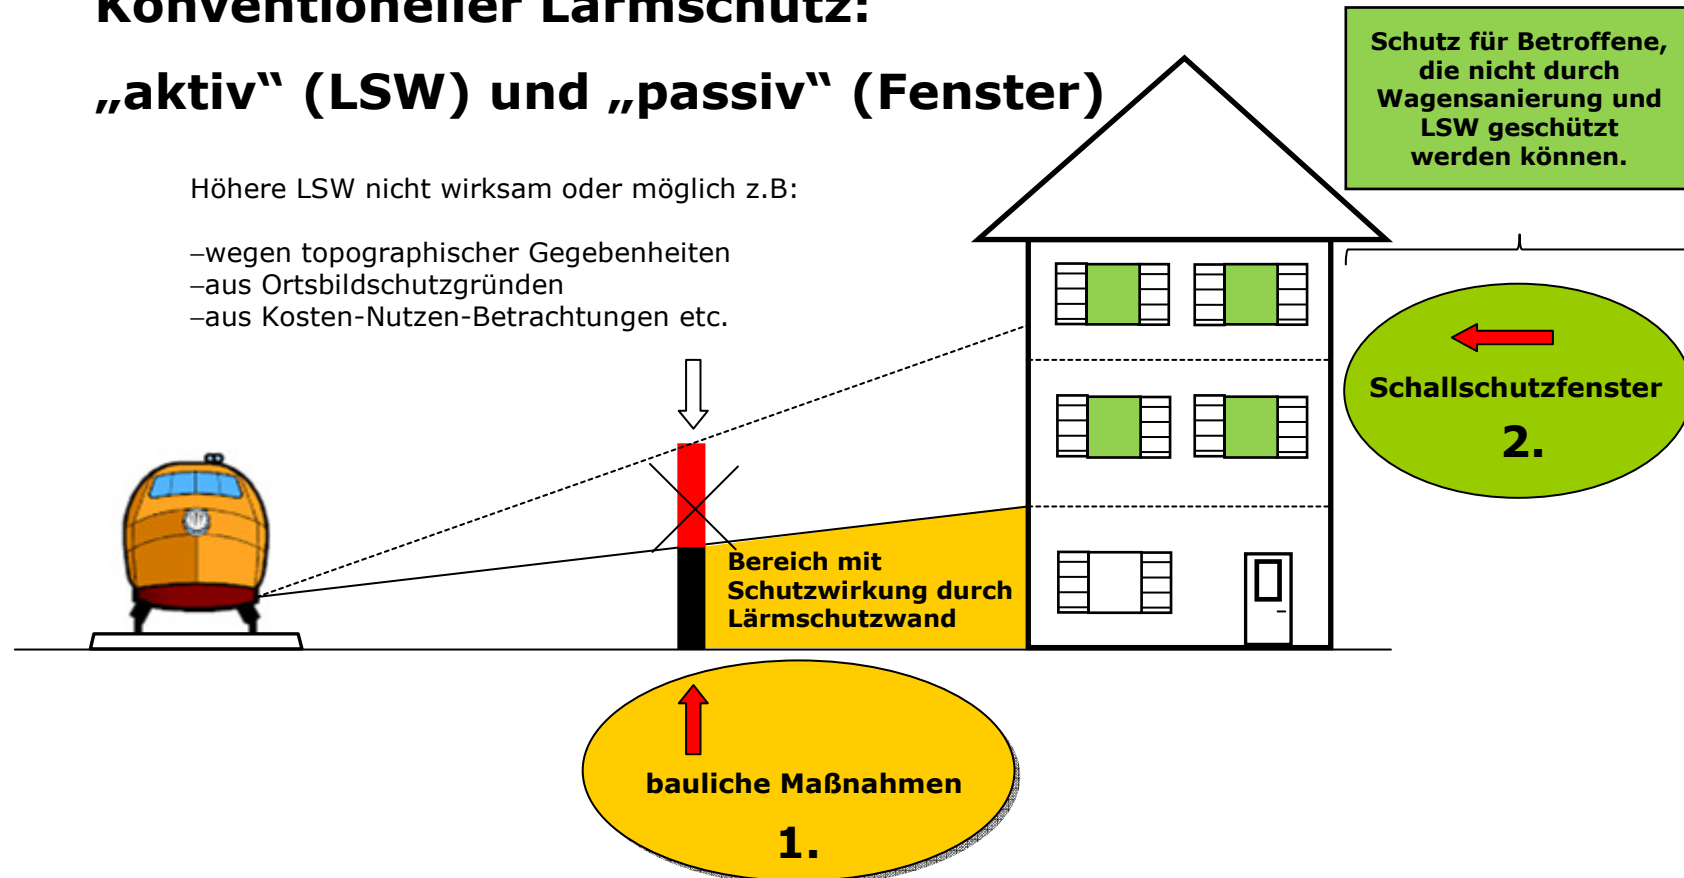 Konventioneller Lärmschutz:
„aktiv“ (LSW) und „passiv“ (Fenster)
Schutz für Betroffene,
die nicht durch
Wagensanierung und
LSW geschützt
werden können.
Höhere LSW nicht wirksam oder möglich z.B:
–wegen topographischer Gegebenheiten
–aus Ortsbildschutzgründen
–aus Kosten-Nutzen-Betrachtungen etc.
Schallschutzfenster
2.
Bereich mit
Schutzwirkung durch
Lärmschutzwand
bauliche Maßnahmen
1.